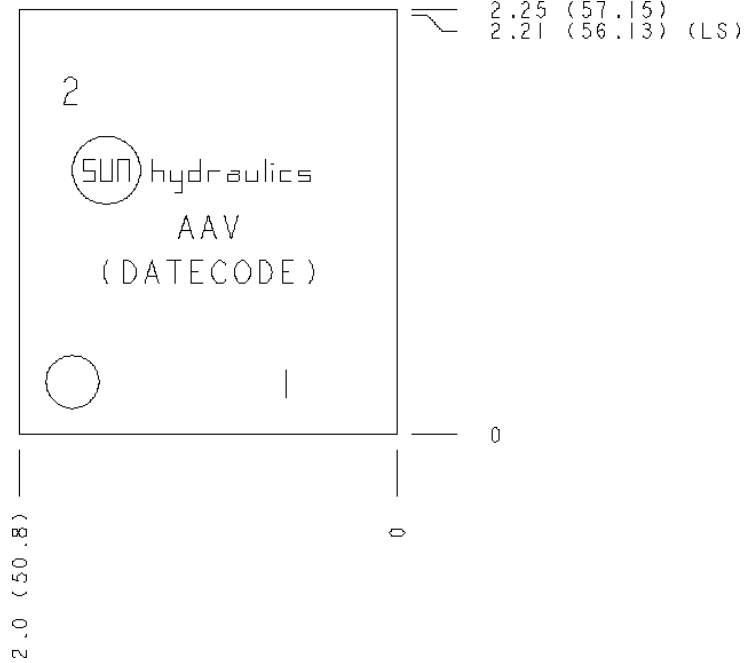 2.25 (57.15)
2.21 (56.13) (LS)
2
SUN hydraulics
AAV
(DATECODE)
1
0
0
2.0 (50.8)